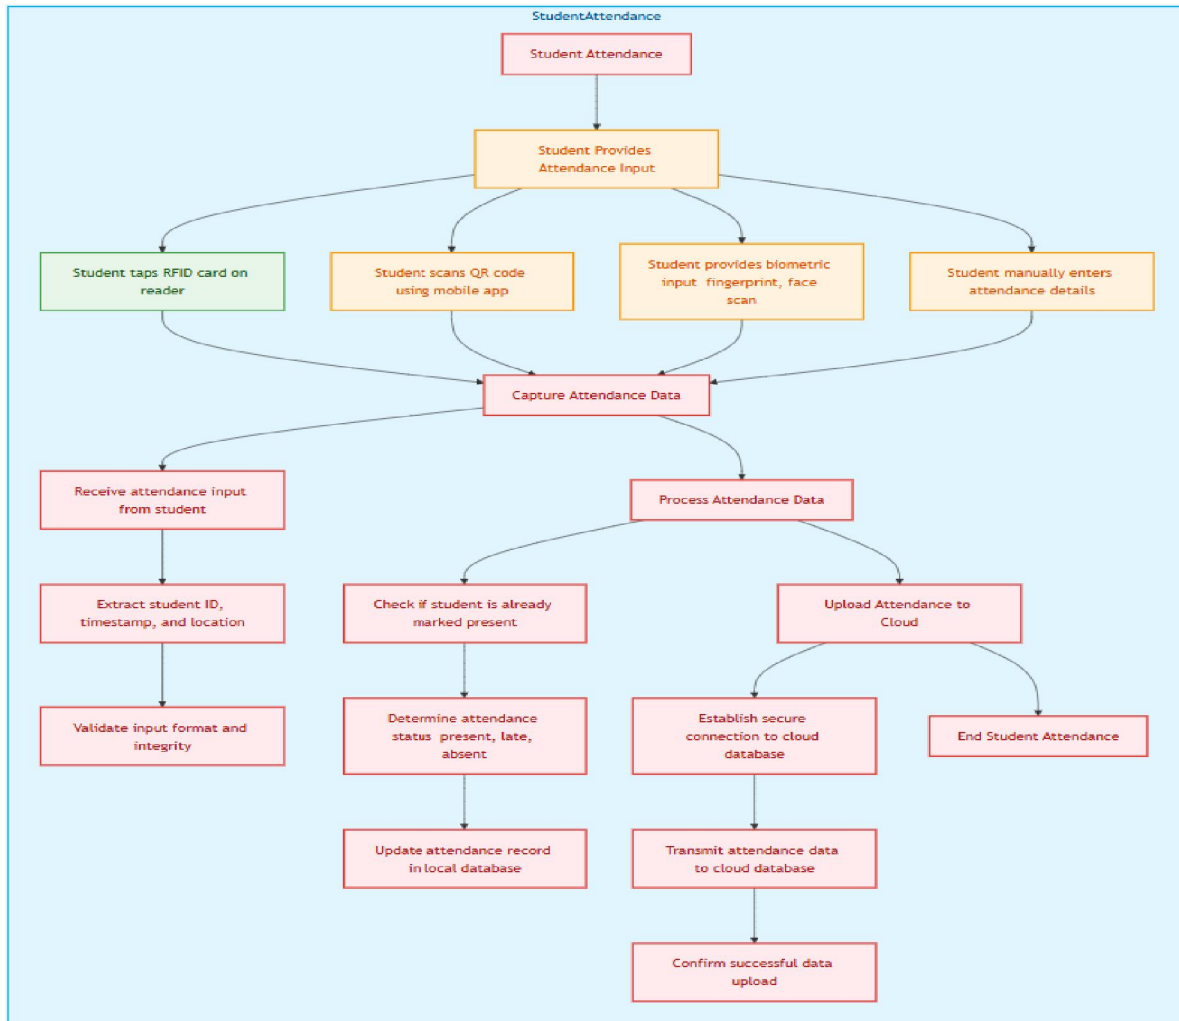 StudentAttendance
Student Attendance
Student Provides
Attendance Input
Student taps RFID card on
reader
Student scans QR code
using mobile app
Student provides biometric
input fingerprint, face
scan
Student manually enters
attendance details
Capture Attendance Data
Receive attendance input
from student
Process Attendance Data
Extract student ID,
timestamp, and location
Check if student is already
marked present
Upload Attendance to
Cloud
Validate input format and
integrity
Determine attendance
status present, late,
absent
Establish secure
connection to cloud
database
End Student Attendance
Update attendance record
in local database
Transmit attendance data
to cloud database
Confirm successful data
upload